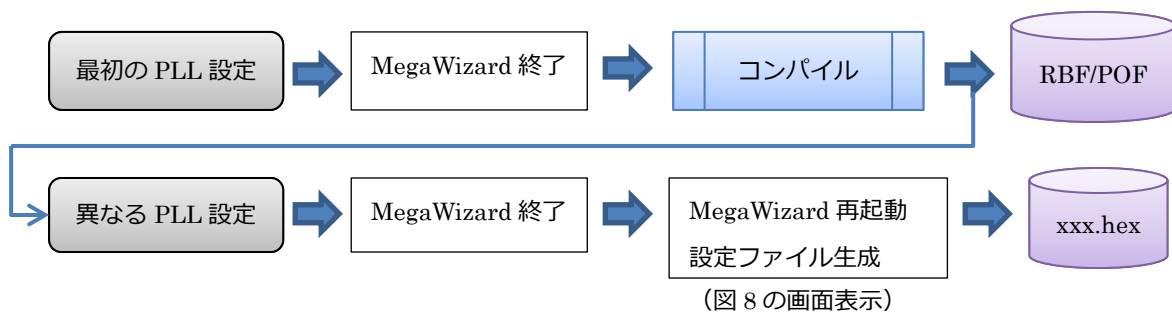 最初の PLL 設定
MegaWizard 終了
コンパイル
RBF/POF
異なる PLL 設定
MegaWizard 終了
MegaWizard 再起動
設定ファイル生成
（図 8 の画面表示）
xxx.hex